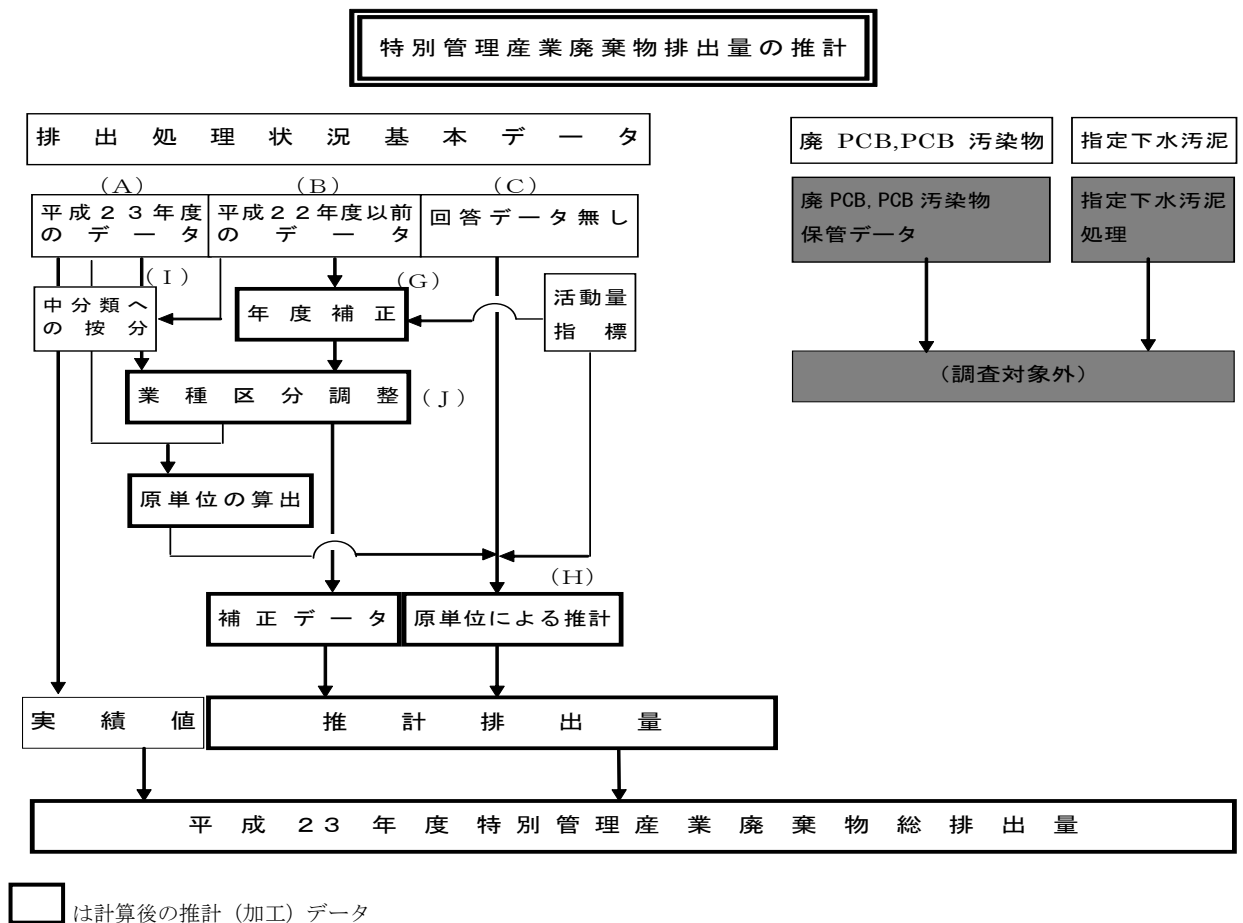 特別管理産業廃棄物排出量の推計
排出処理状況基本データ
廃 PCB,PCB 汚染物
指定下水汚泥
（A）
（B）
（C）
平成２３年度
のデータ
平成２２年度以前
のデータ
回答データ無し
廃 PCB, PCB 汚染物
保管データ
指定下水汚泥
処理
（I）
（G）
中分類へ
の按分
年度補正
活動量
指標
（調査対象外）
業種区分調整
（J）
原単位の算出
（H）
補正データ
原単位による推計
実績値
推計排出量
平成２３年度特別管理産業廃棄物総排出量
は計算後の推計（加工）データ